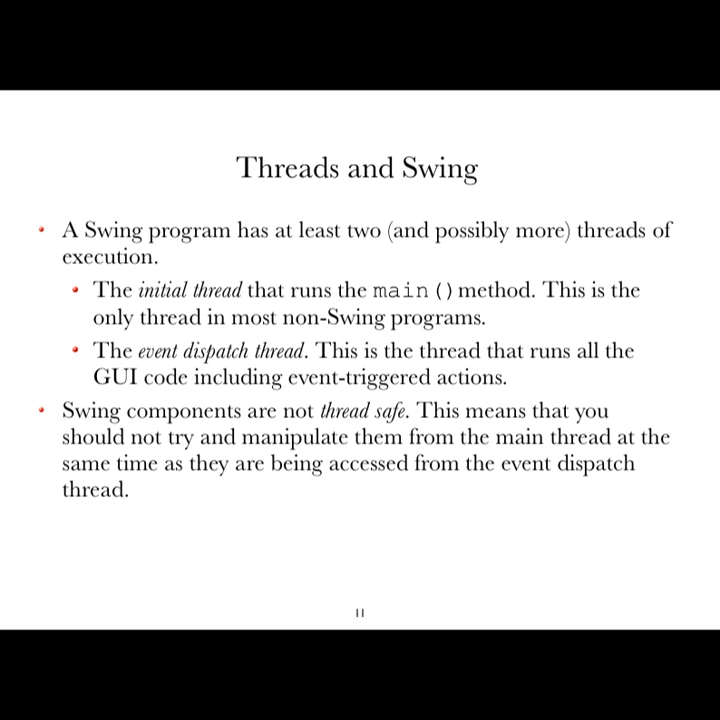 Threads and Swing
• A Swing program has at least two (and possibly more) threads of
execution.
• The initial thread that runs the main () method. This is the
only thread in most non-Swing programs.
• The event dispatch thread. This is the thread that runs all the
GUI code including event-triggered actions.
• Swing components are not thread safe. This means that you
should not try and manipulate them from the main thread at the
same time as they are being accessed from the event dispatch
thread.
11